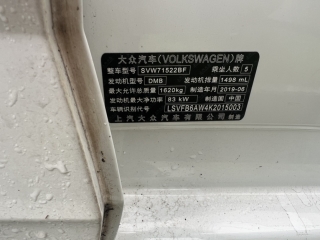 大众汽车(VOLKSWAGEN)牌
整车型号 SVW71522BF 乘坐人数 5
发动机型号 DMB 发动机排量 1498 mL
最大允许总质量 1620kg 制造年月 2019-06
发动机最大净功率 83 kW 制造国 中国
车辆识别代号 LSVFB6AW4K2015003
上汽大众汽车有限公司 制造